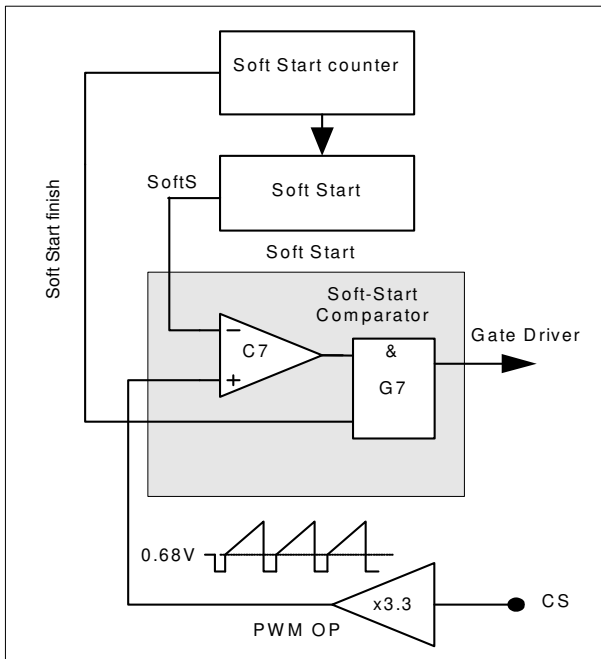 Soft Start counter
SoftS
Soft Start
Soft Start finish
Soft Start
Soft-Start
Comparator
Gate Driver
−
C7
+
&
G7
0.68V
x3.3
CS
PWM OP